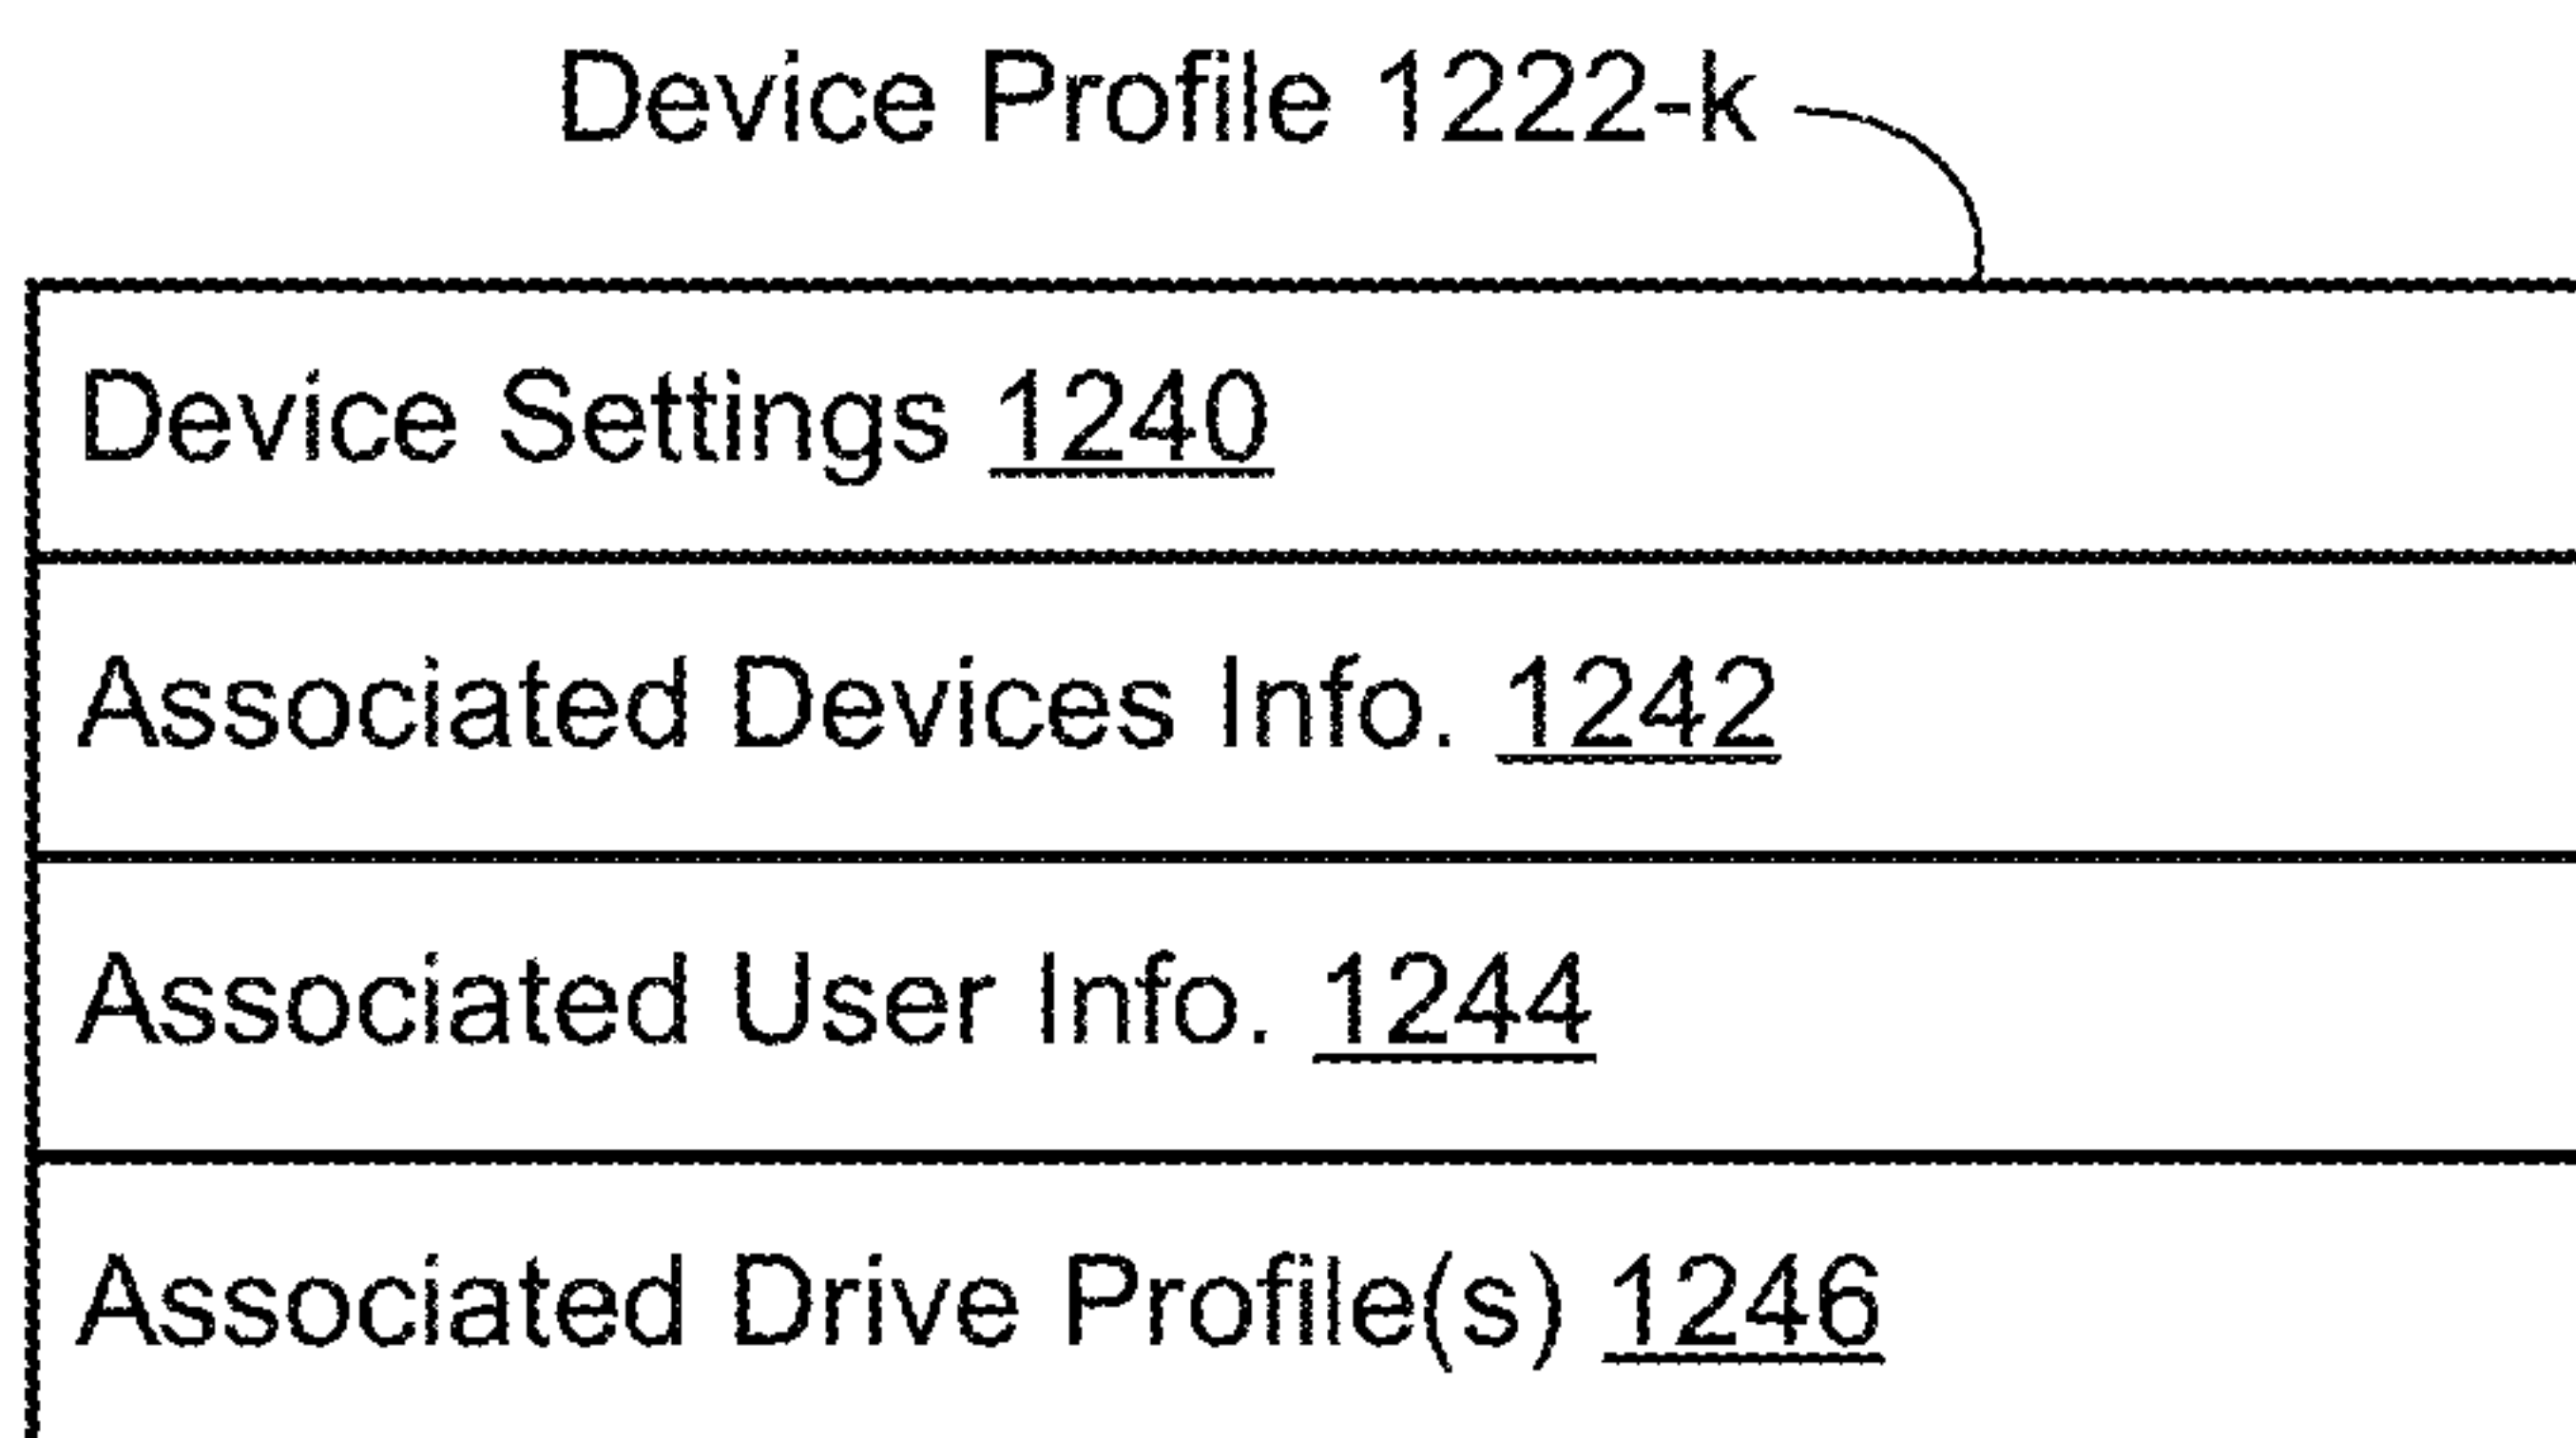 Device Profile 1222-k
Device Settings 1240
Associated Devices Info. 1242
Associated User Info. 1244
Associated Drive Profile(s) 1246